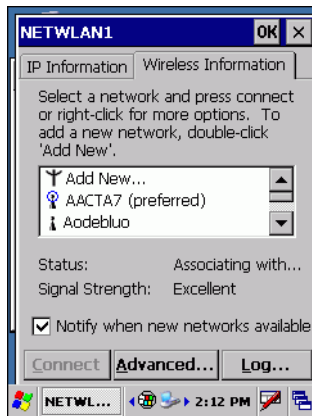 NETWLAN1 OK ×
IP Information Wireless Information
Select a network and press connect
or right-click for more options. To
add a new network, double-click
'Add New'.
Add New...
AACTA7 (preferred)
Aodebluo
Status: Associating with...
Signal Strength: Excellent
Notify when new networks available
Connect Advanced... Log...
NETWL... 2:12 PM